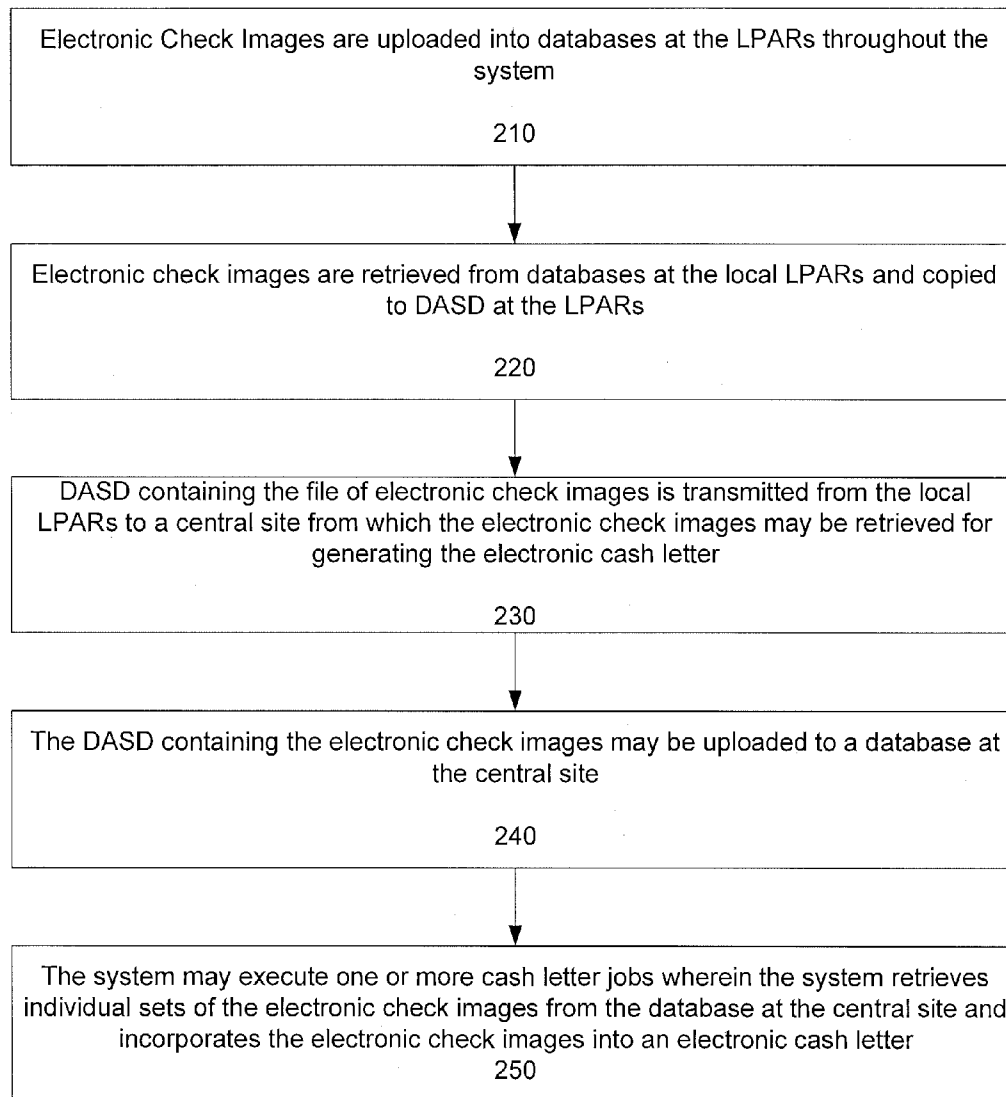 Electronic Check Images are uploaded into databases at the LPARs throughout the
system
210
Electronic check images are retrieved from databases at the local LPARs and copied
to DASD at the LPARs
220
DASD containing the file of electronic check images is transmitted from the local
LPARs to a central site from which the electronic check images may be retrieved for
generating the electronic cash letter
230
The DASD containing the electronic check images may be uploaded to a database at
the central site
240
The system may execute one or more cash letter jobs wherein the system retrieves
individual sets of the electronic check images from the database at the central site and
incorporates the electronic check images into an electronic cash letter
250